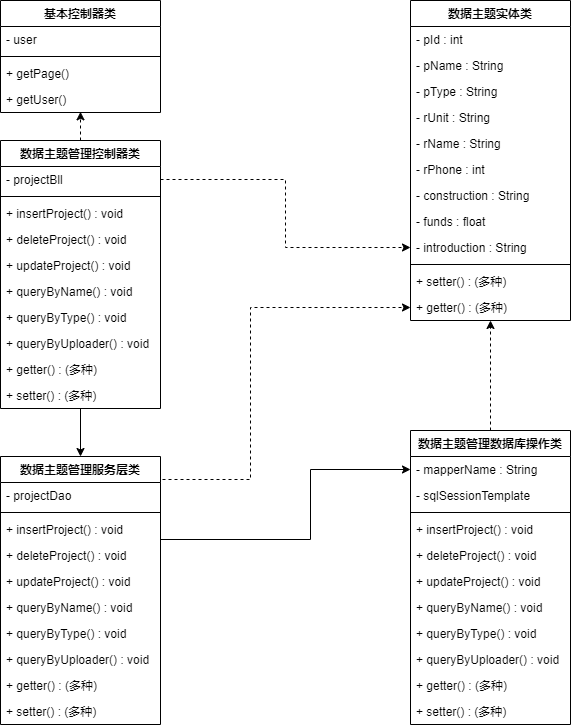 基本控制器类
- user
+ getPage()
+ getUser()
数据主题管理控制器类
- projectBll
+ insertProject() : void
+ deleteProject() : void
+ updateProject() : void
+ queryByName() : void
+ queryByType() : void
+ queryByUploader() : void
+ getter() : (多种)
+ setter() : (多种)
数据主题管理服务层类
- projectDao
+ insertProject() : void
+ deleteProject() : void
+ updateProject() : void
+ queryByName() : void
+ queryByType() : void
+ queryByUploader() : void
+ getter() : (多种)
+ setter() : (多种)
数据主题实体类
- pId : int
- pName : String
- pType : String
- rUnit : String
- rName : String
- rPhone : int
- construction : String
- funds : float
- introduction : String
+ setter() : (多种)
+ getter() : (多种)
数据主题管理数据库操作类
- mapperName : String
- sqlSessionTemplate
+ insertProject() : void
+ deleteProject() : void
+ updateProject() : void
+ queryByName() : void
+ queryByType() : void
+ queryByUploader() : void
+ getter() : (多种)
+ setter() : (多种)